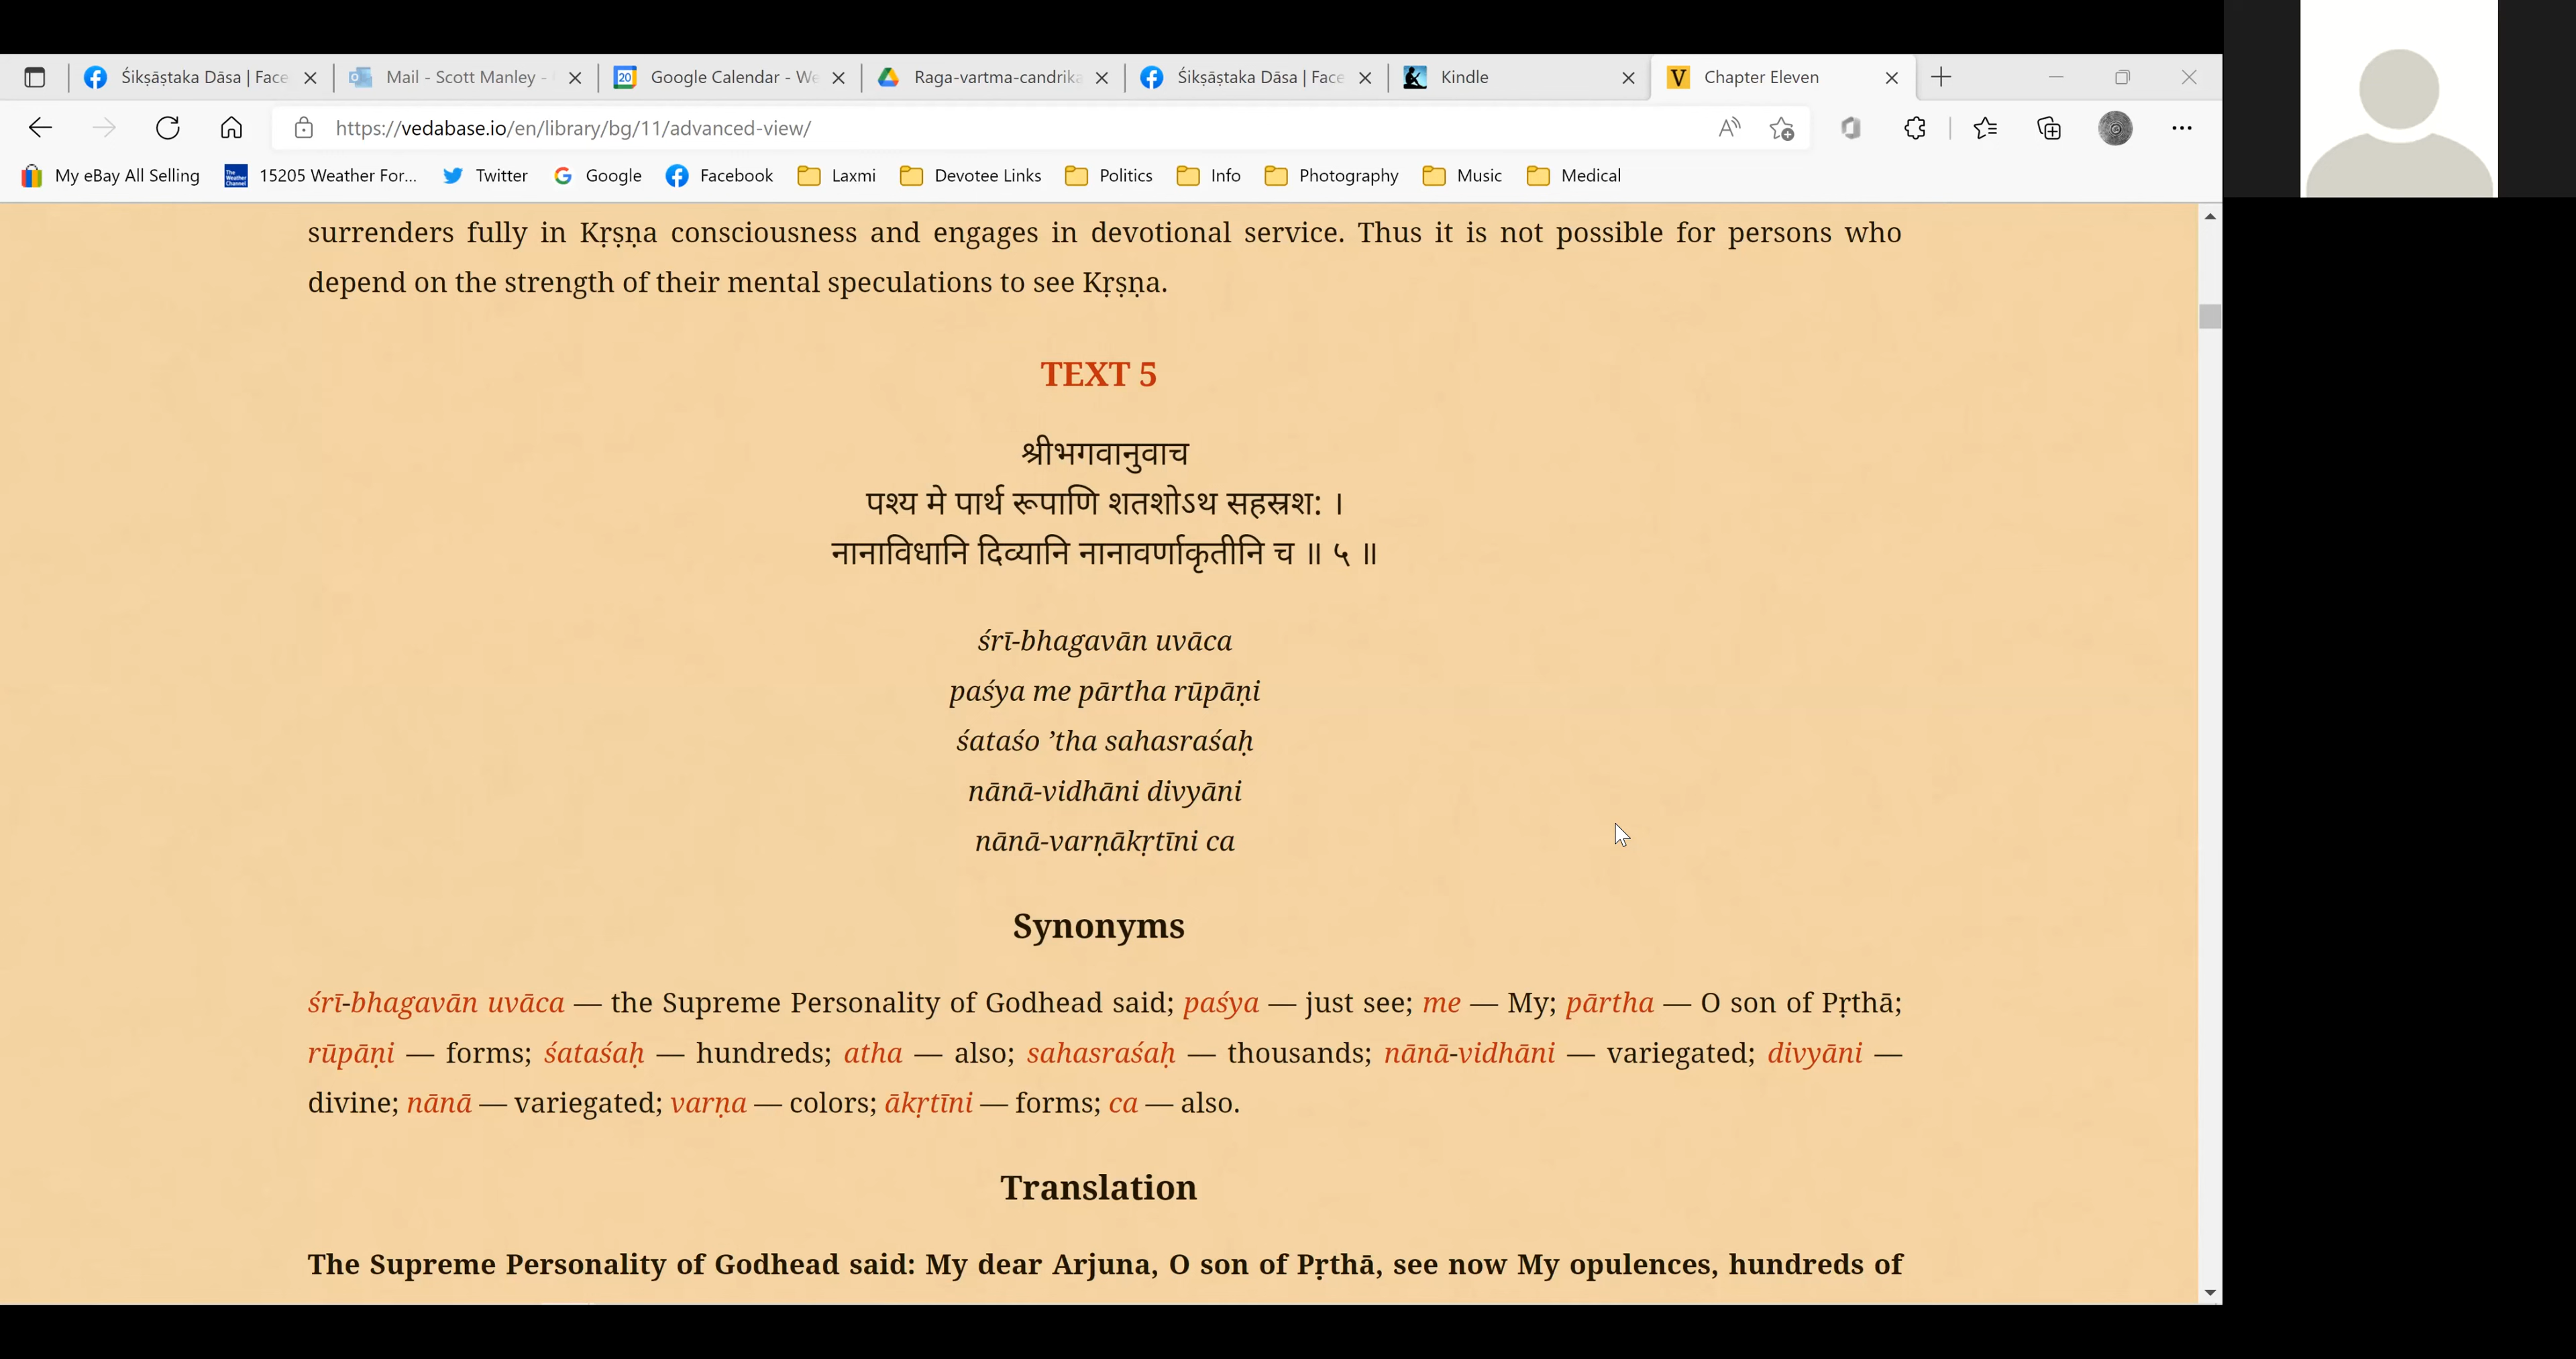 Śikṣāṣṭaka Dāsa | Face
Mail - Scott Manley -
20
Google Calendar - We
Raga-vartma-candrika
Śikṣāṣṭaka Dāsa | Face
Kindle
V
Chapter Eleven
https://vedabase.io/en/library/bg/11/advanced-view/
My eBay All Selling
15205 Weather For...
Twitter
Google
Facebook
Laxmi
Devotee Links
Politics
Info
Photography
Music
Medical
surrenders fully in Kṛṣṇa consciousness and engages in devotional service. Thus it is not possible for persons who
depend on the strength of their mental speculations to see Kṛṣṇa.
TEXT 5
श्रीभगवानुवाच
पश्य मे पार्थ रूपाणि शतशोऽथ सहस्रश: ।
नानाविधानि दिव्यानि नानावर्णाकृतीनि च ॥ ५ ॥
śrī-bhagavān uvāca
paśya me pārtha rūpāṇi
śataśo ’tha sahasraśaḥ
nānā-vidhāni divyāni
nānā-varṇākṛtīni ca
Synonyms
śrī-bhagavān uvāca — the Supreme Personality of Godhead said; paśya — just see; me — My; pārtha — O son of Pṛthā;
rūpāṇi — forms; śataśaḥ — hundreds; atha — also; sahasraśaḥ — thousands; nānā-vidhāni — variegated; divyāni —
divine; nānā — variegated; varṇa — colors; ākṛtīni — forms; ca — also.
Translation
The Supreme Personality of Godhead said: My dear Arjuna, O son of Pṛthā, see now My opulences, hundreds of